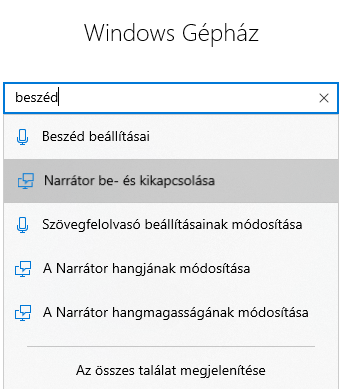 Windows Gépház
beszéd
Beszéd beállításai
Narrátor be- és kikapcsolása
Szövegfelolvasó beállításainak módosítása
A Narrátor hangjának módosítása
A Narrátor hangmagasságának módosítása
Az összes találat megjelenítése